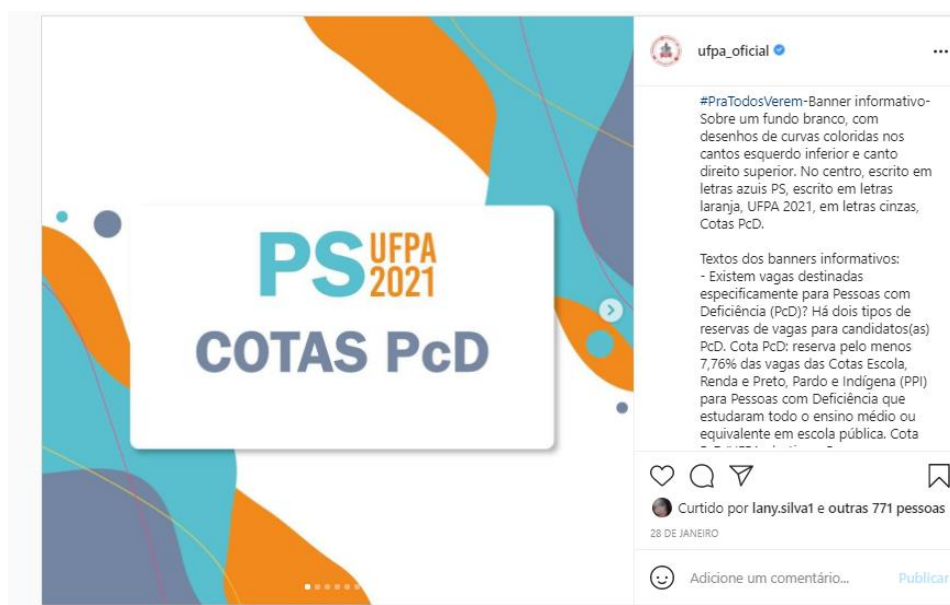 PS UFPA
2021
COTAS PcD
ufpa_oficial
...
#PraTodosVerem-Banner informativo-
Sobre um fundo branco, com
desenhos de curvas coloridas nos
cantos esquerdo inferior e canto
direito superior. No centro, escrito em
letras azuis PS, escrito em letras
laranja, UFPA 2021, em letras cinzas,
Cotas PcD.
Textos dos banners informativos:
- Existem vagas destinadas
especificamente para Pessoas com
Deficiência (PcD)? Há dois tipos de
reservas de vagas para candidatos(as)
PcD. Cota PcD: reserva pelo menos
7,76% das vagas das Cotas Escola,
Renda e Preto, Pardo e Indígena (PPI)
para Pessoas com Deficiência que
estudaram todo o ensino médio ou
equivalente em escola pública. Cota
Curtido por lany.silva1 e outras 771 pessoas
28 DE JANEIRO
Adicione um comentário... Publicar